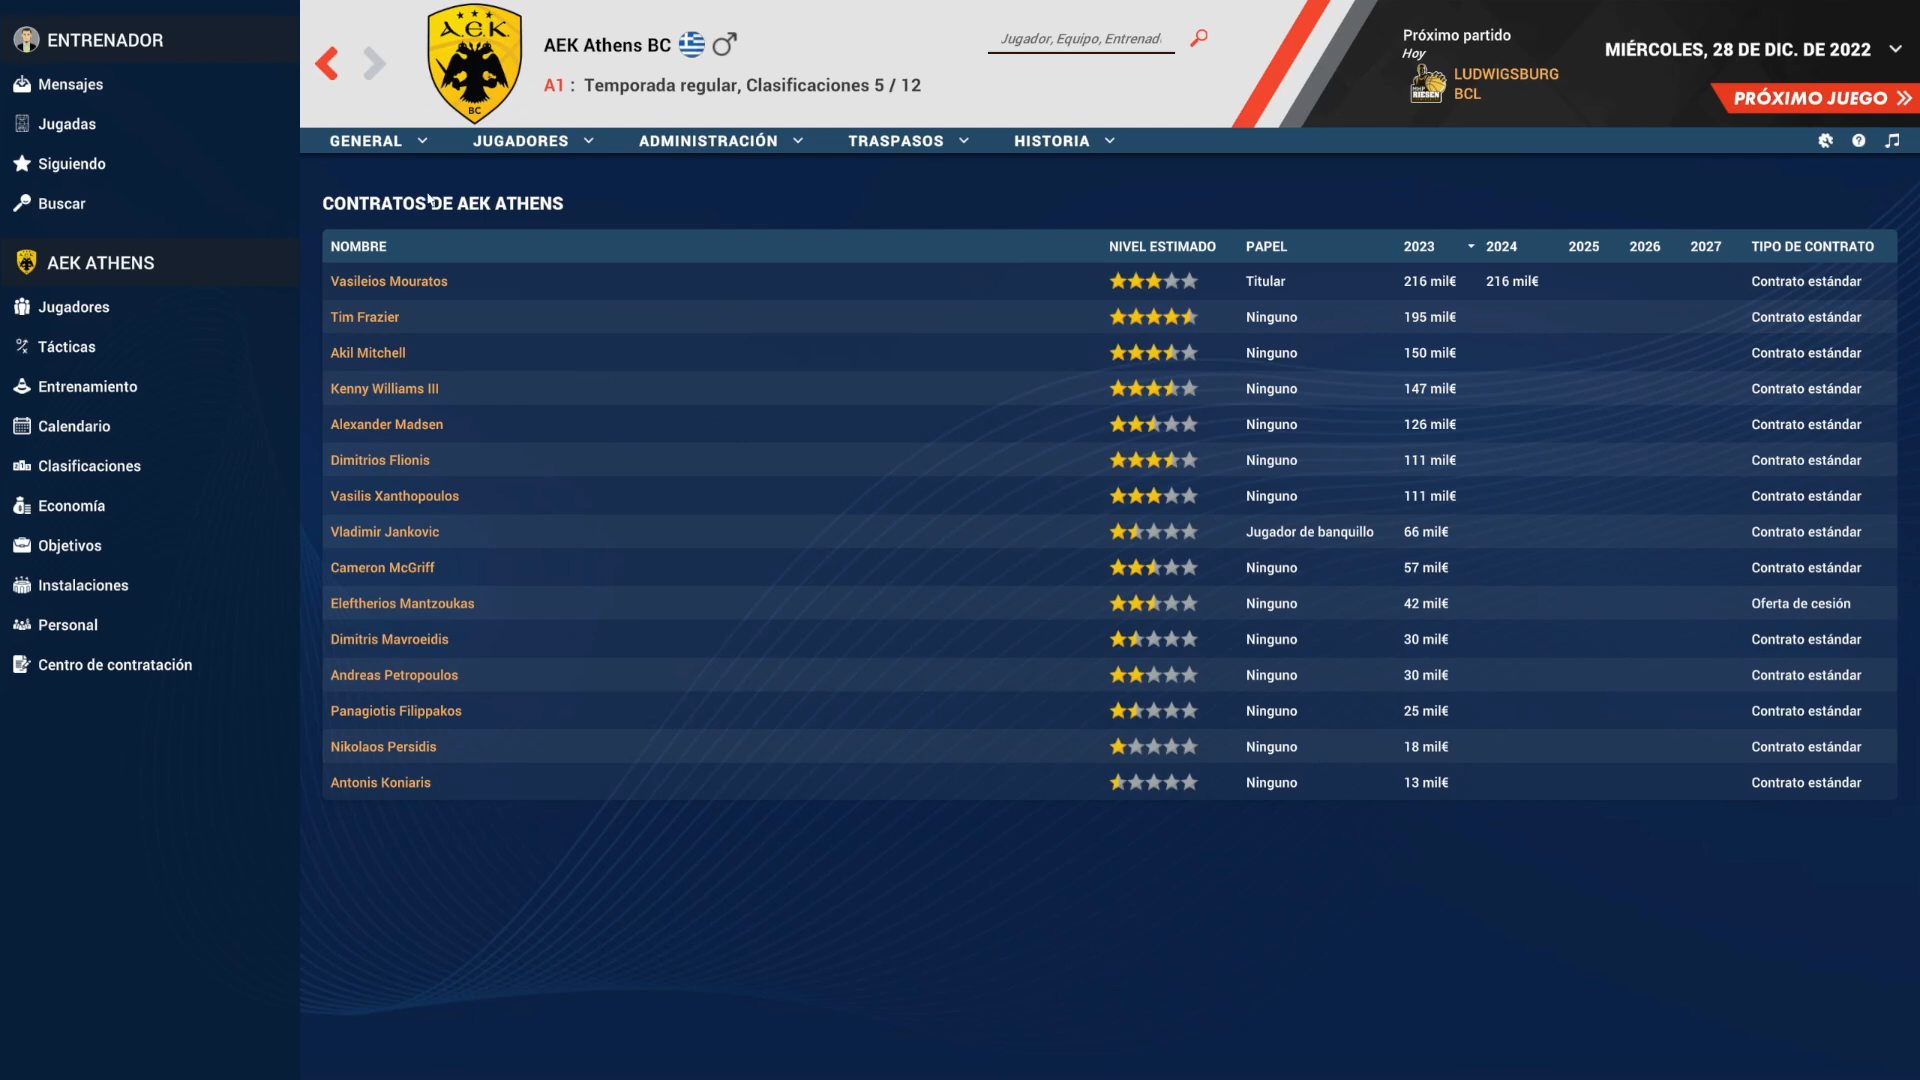 ENTRENADOR
Mensajes
Jugadas
Siguiendo
Buscar
AEK ATHENS
Jugadores
Tácticas
Entrenamiento
Calendario
Clasificaciones
Economía
Objetivos
Instalaciones
Personal
Centro de contratación
A.E.K.
BC
AEK Athens BC
A1 : Temporada regular, Clasificaciones 5 / 12
Jugador, Equipo, Entrenad
Próximo partido
Hoy
RIESEN
LUDWIGSBURG
BCL
MIÉRCOLES, 28 DE DIC. DE 2022
PRÓXIMO JUEGO
GENERAL JUGADORES ADMINISTRACIÓN TRASPASOS HISTORIA
CONTRATOS DE AEK ATHENS
NOMBRE NIVEL ESTIMADO PAPEL 2023 2024 2025 2026 2027 TIPO DE CONTRATO
Vasileios Mouratos Titular 216 mil€ 216 mil€ Contrato estándar
Tim Frazier Ninguno 195 mil€ Contrato estándar
Akil Mitchell Ninguno 150 mil€ Contrato estándar
Kenny Williams III Ninguno 147 mil€ Contrato estándar
Alexander Madsen Ninguno 126 mil€ Contrato estándar
Dimitrios Flionis Ninguno 111 mil€ Contrato estándar
Vasilis Xanthopoulos Ninguno 111 mil€ Contrato estándar
Vladimir Jankovic Jugador de banquillo 66 mil€ Contrato estándar
Cameron McGriff Ninguno 57 mil€ Contrato estándar
Eleftherios Mantzoukas Ninguno 42 mil€ Oferta de cesión
Dimitris Mavroeidis Ninguno 30 mil€ Contrato estándar
Andreas Petropoulos Ninguno 30 mil€ Contrato estándar
Panagiotis Filippakos Ninguno 25 mil€ Contrato estándar
Nikolaos Persidis Ninguno 18 mil€ Contrato estándar
Antonis Koniaris Ninguno 13 mil€ Contrato estándar